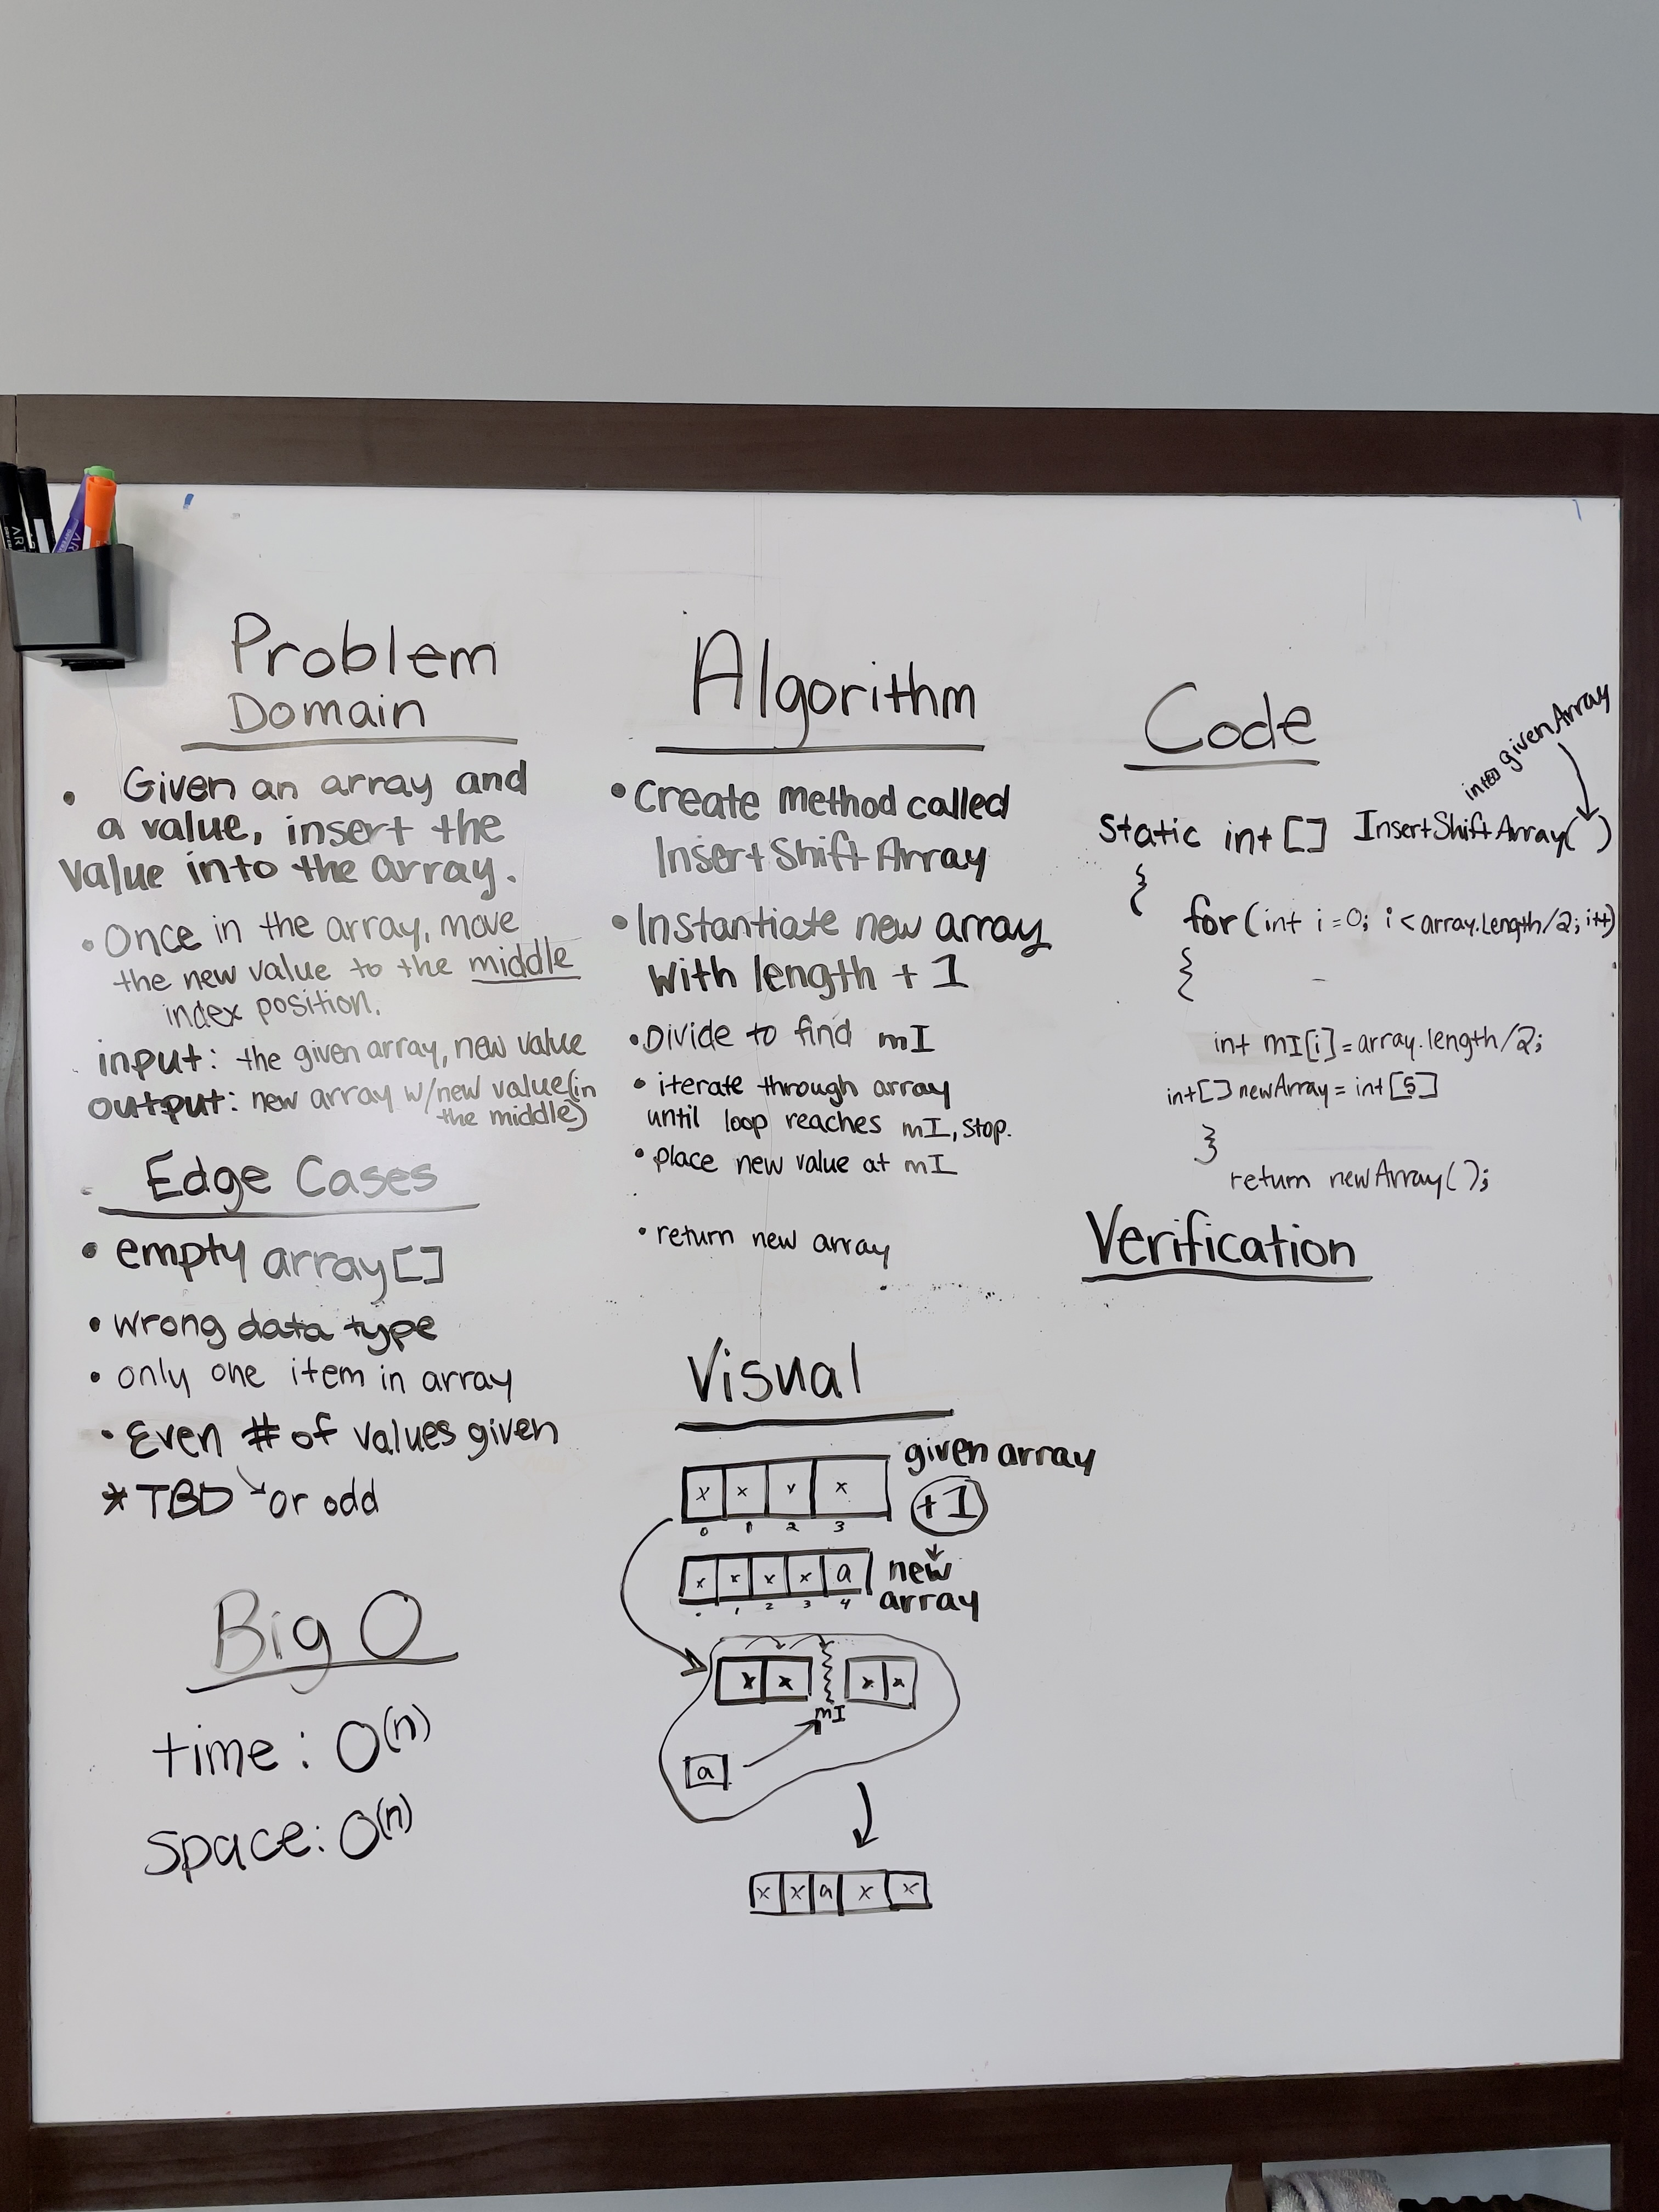 Problem
Domain
• Given an array and
a value, insert the
value into the array.
• Once in the array, move
the new value to the middle
index position.
input: the given array, new value
output: new array w/new value (in
the middle)
Edge Cases
• empty array []
• wrong data type
• only one item in array
• Even # of values given
* TBD or odd
Big O
time: O(n)
space: O(n)
Algorithm
• Create method called
InsertShiftArray
• Instantiate new array
with length + 1
• Divide to find mI
• iterate through array
until loop reaches mI, stop.
• place new value at mI
• return new array
Visual
x x x x
given array
0 1 2 3
+1
x x x x a
new
array
1 2 3 4
x x x x
mI
a
x x a x x
Code
int[] givenArray
static int [] InsertShiftArray( )
{
for (int i=0; i < array.Length/2; i++)
{
int mI[i] = array.length/2;
int[] newArray = int[5]
}
return newArray();
Verification